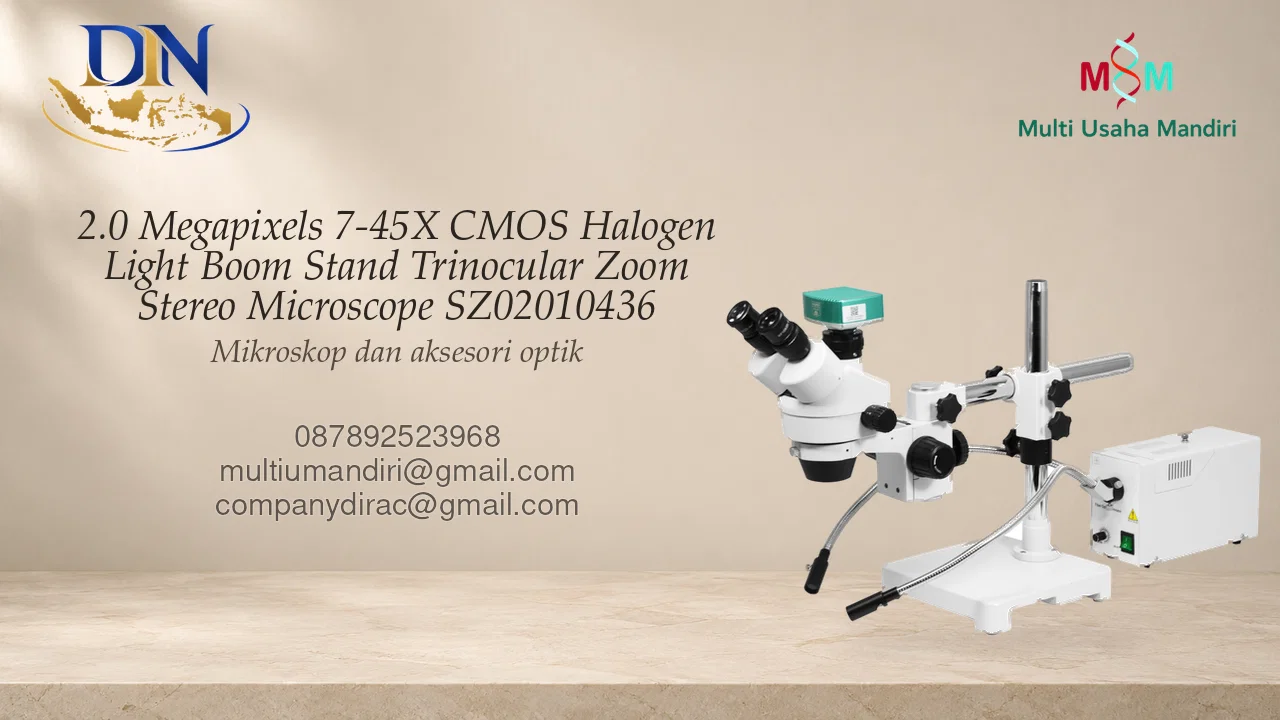 DIN
M M
Multi Usaha Mandiri
2.0 Megapixels 7-45X CMOS Halogen
Light Boom Stand Trinocular Zoom
Stereo Microscope SZ02010436
Mikroskop dan aksesori optik
087892523968
multiumandiri@gmail.com
companydirac@gmail.com